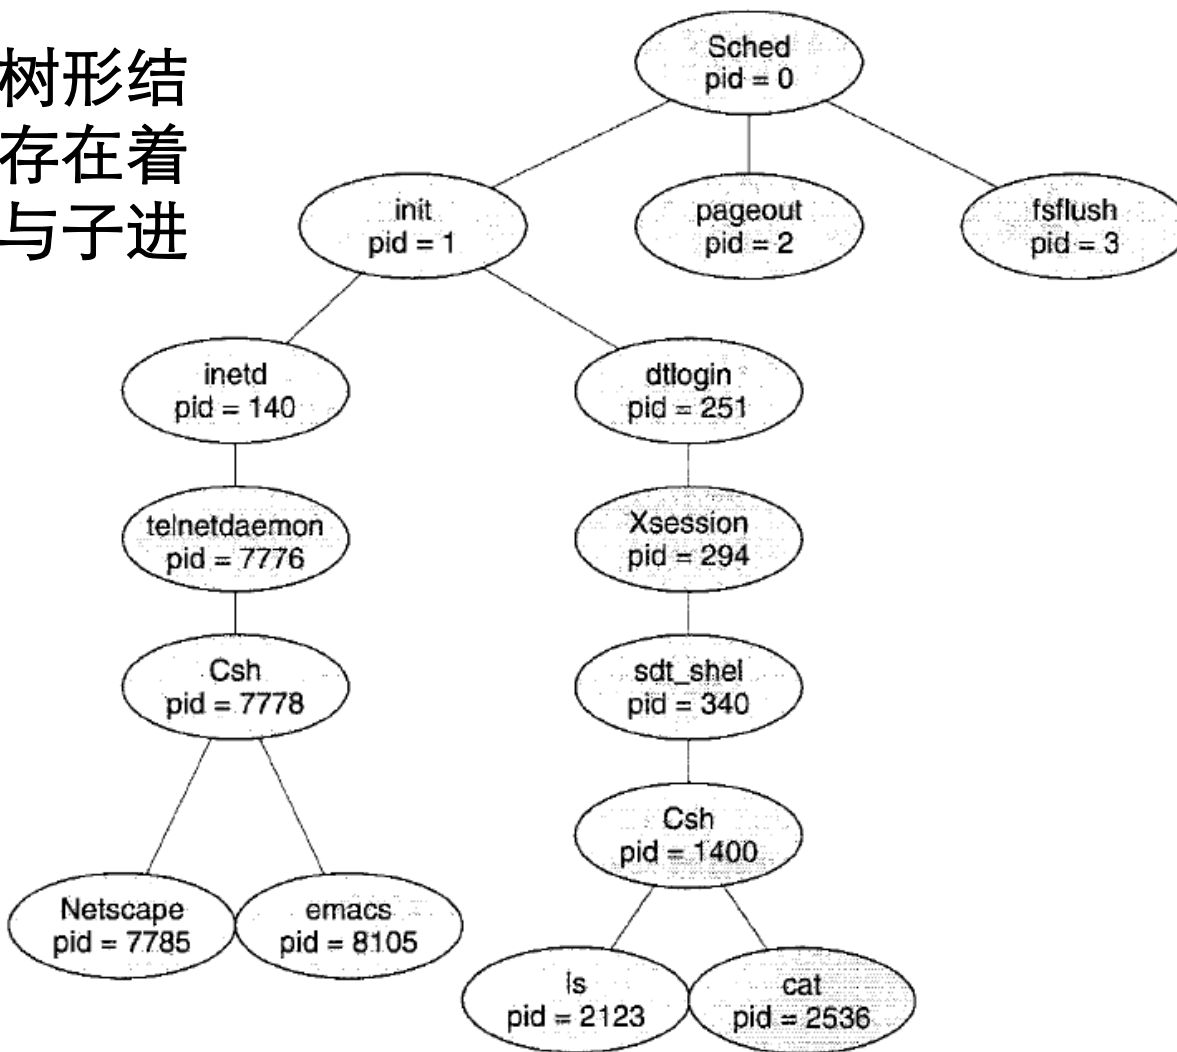 树形结
存在着
与子进
Sched
pid = 0
init
pid = 1
pageout
pid = 2
fsflush
pid = 3
inetd
pid = 140
dtlogin
pid = 251
telnetdaemon
pid = 7776
Xsession
pid = 294
Csh
pid = 7778
sdt_shel
pid = 340
Csh
pid = 1400
Netscape
pid = 7785
emacs
pid = 8105
ls
pid = 2123
cat
pid = 2536